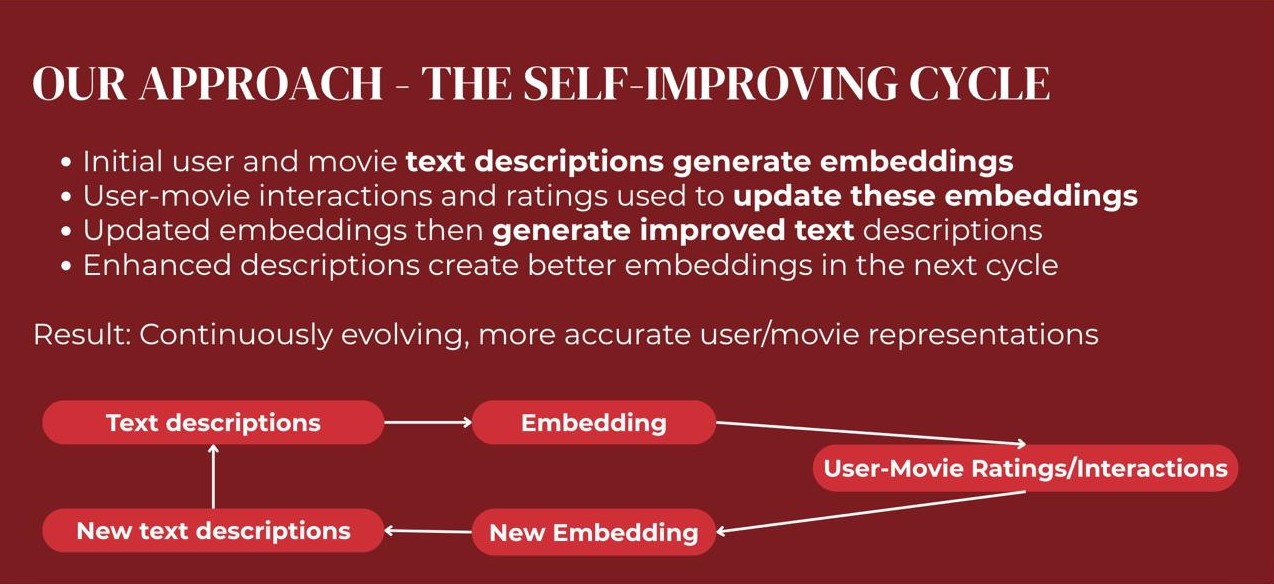 OUR APPROACH - THE SELF-IMPROVING CYCLE
• Initial user and movie text descriptions generate embeddings
• User-movie interactions and ratings used to update these embeddings
• Updated embeddings then generate improved text descriptions
• Enhanced descriptions create better embeddings in the next cycle
Result: Continuously evolving, more accurate user/movie representations
Text descriptions
Embedding
User-Movie Ratings/Interactions
New text descriptions
New Embedding